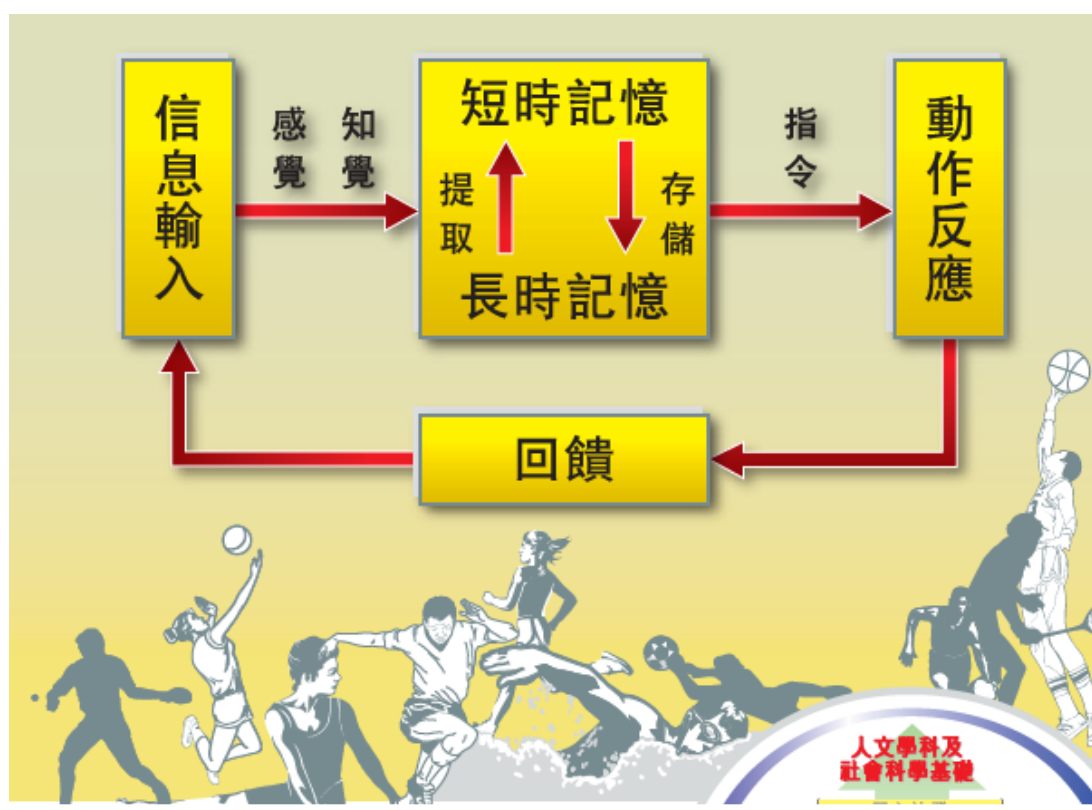 信息輸入
感覺
知覺
短時記憶
提取
存儲
長時記憶
指令
動作反應
回饋
人文學科及
社會科學基礎